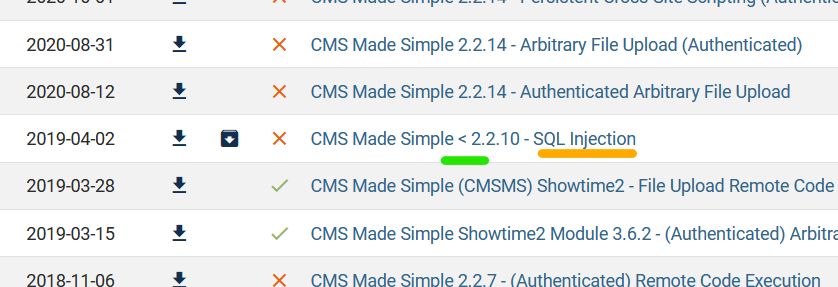 CMS Made Simple 2.2.14 - Persistent Cross-Site Scripting (Authentic
2020-08-31 CMS Made Simple 2.2.14 - Arbitrary File Upload (Authenticated)
2020-08-12 CMS Made Simple 2.2.14 - Authenticated Arbitrary File Upload
2019-04-02 CMS Made Simple < 2.2.10 - SQL Injection
2019-03-28 CMS Made Simple (CMSMS) Showtime2 - File Upload Remote Code
2019-03-15 CMS Made Simple Showtime2 Module 3.6.2 - (Authenticated) Arbitra
2018-11-06 CMS Made Simple 2.2.7 - (Authenticated) Remote Code Execution